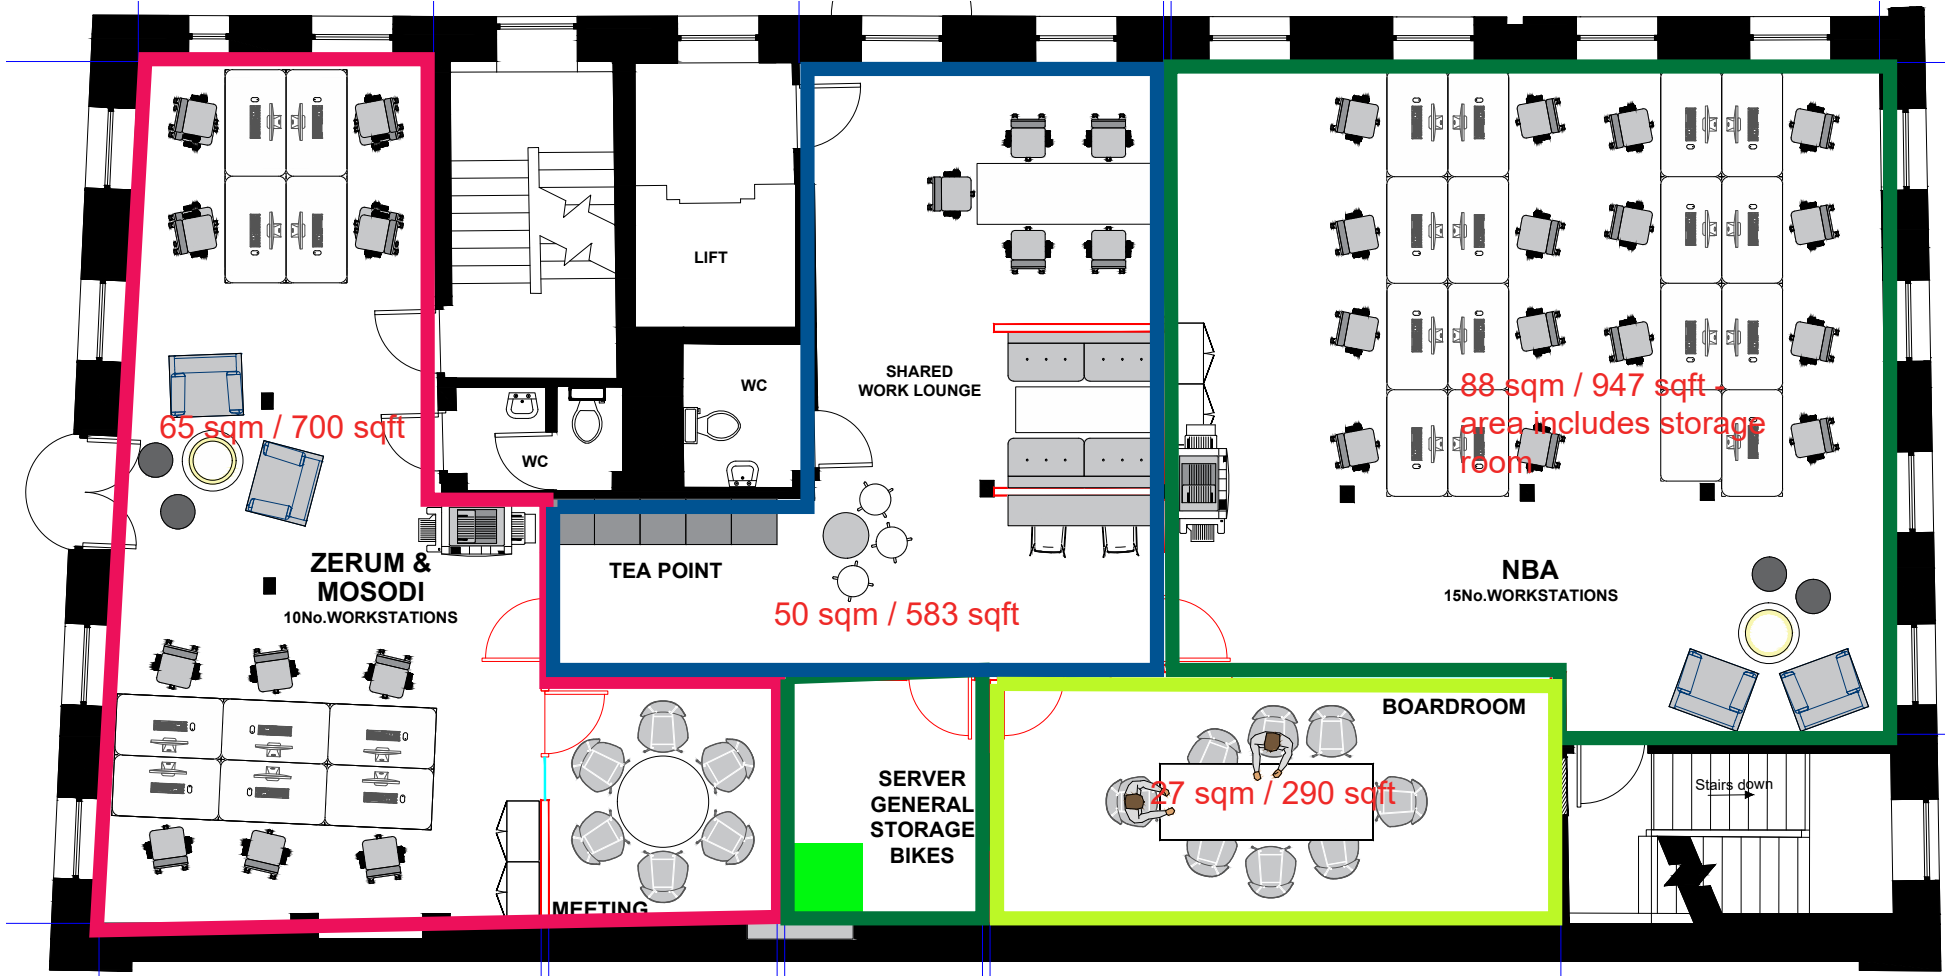 LIFT
SHARED
WORK LOUNGE
WC
WC
65 sqm / 700 sqft
88 sqm / 947 sqft -
area includes storage
room
ZERUM &
MOSODI
10No.WORKSTATIONS
TEA POINT
50 sqm / 583 sqft
NBA
15No.WORKSTATIONS
BOARDROOM
SERVER
GENERAL
STORAGE
BIKES
27 sqm / 290 sqft
Stairs down
MEETING